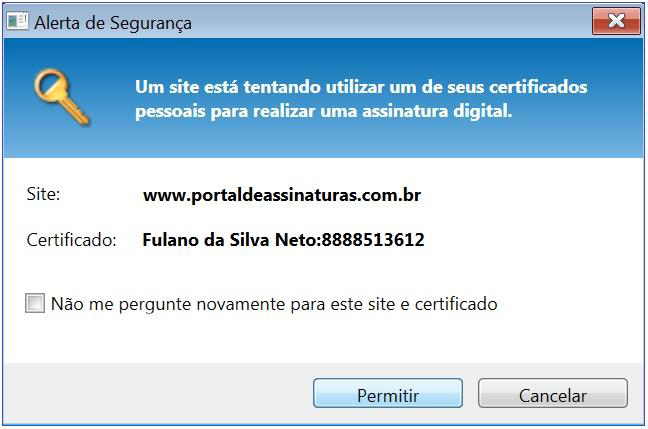 Alerta de Segurança
Um site está tentando utilizar um de seus certificados
pessoais para realizar uma assinatura digital.
Site: www.portaldeassinaturas.com.br
Certificado: Fulano da Silva Neto:8888513612
Não me pergunte novamente para este site e certificado
Permitir Cancelar